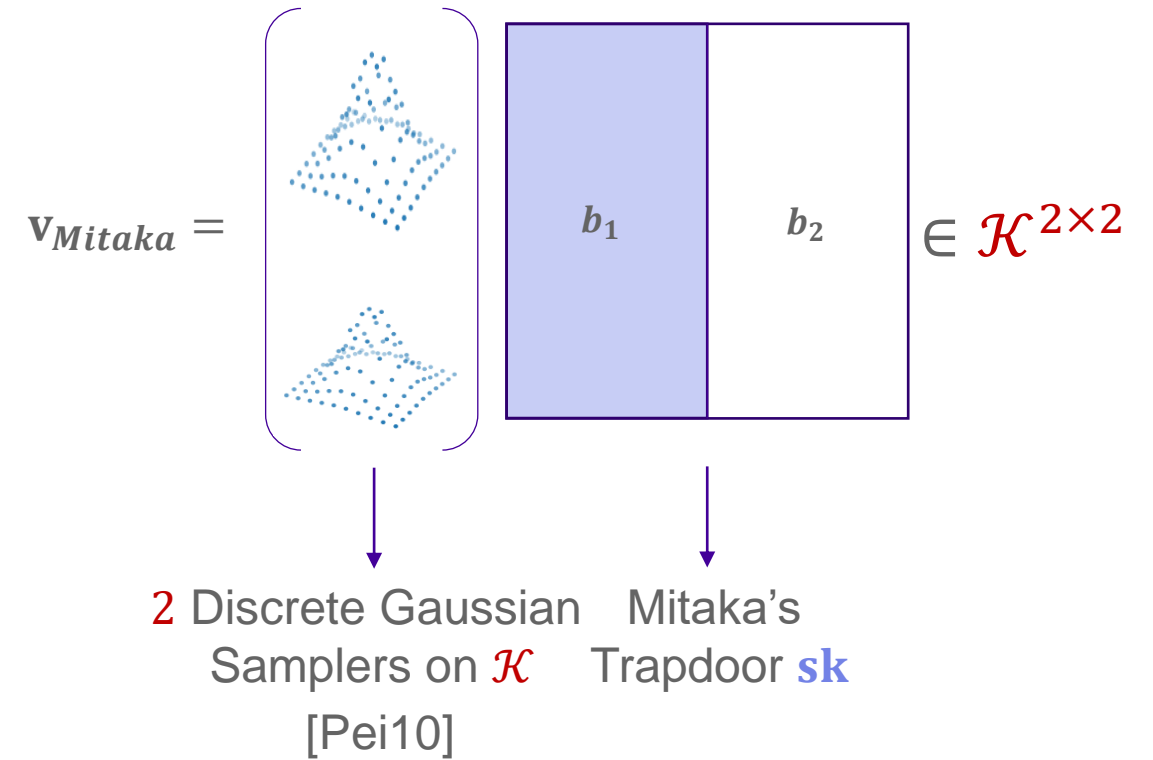 v_Mitaka = b₁ b₂ ∈ 𝒦^{2×2}
2 Discrete Gaussian
Samplers on 𝒦
[Pei10]
Mitaka's
Trapdoor sk